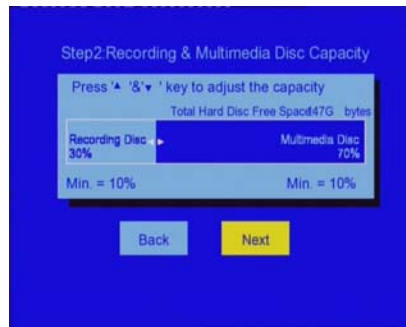 Step2:Recording & Multimedia Disc Capacity
Press '▲ '&'▼ ' key to adjust the capacity
Total Hard Disc Free Space147G bytes
Recording Disc ◄ ► Multimedia Disc
30% 70%
Min. = 10% Min. = 10%
Back Next